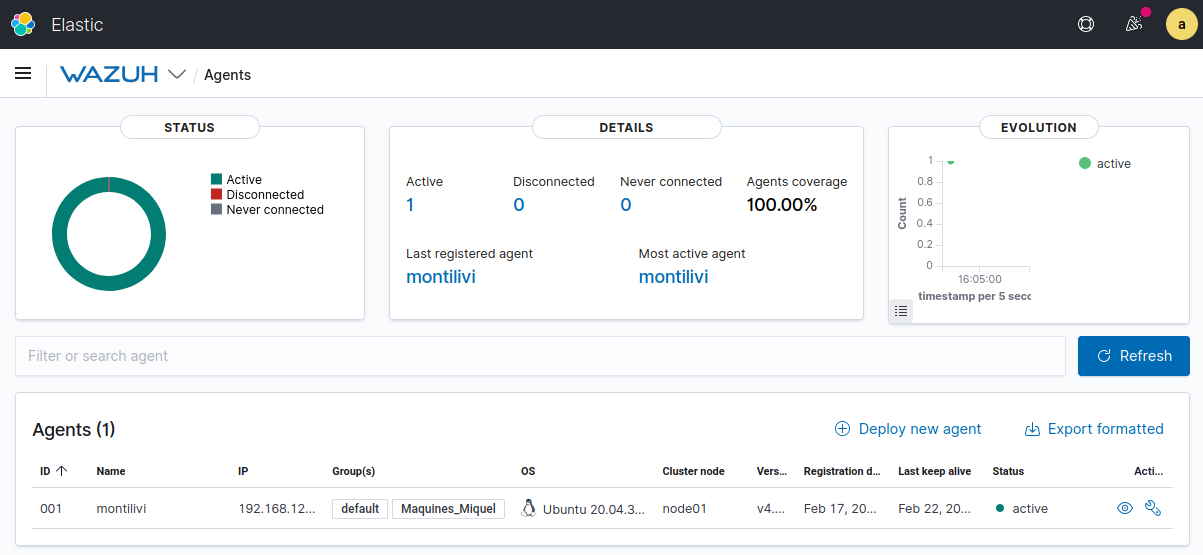 Elastic
a
WAZUH / Agents
STATUS
Active
Disconnected
Never connected
DETAILS
Active
1
Disconnected
0
Never connected
0
Agents coverage
100.00%
Last registered agent
montilivi
Most active agent
montilivi
EVOLUTION
active
Count
1
0.8
0.6
0.4
0.2
0
16:05:00
timestamp per 5 secc
Filter or search agent
Refresh
Agents (1)
Deploy new agent
Export formatted
ID Name IP Group(s) OS Cluster node Vers... Registration d... Last keep alive Status Acti...
001 montilivi 192.168.12... default Maquines_Miquel Ubuntu 20.04.3... node01 v4.... Feb 17, 20... Feb 22, 20... active